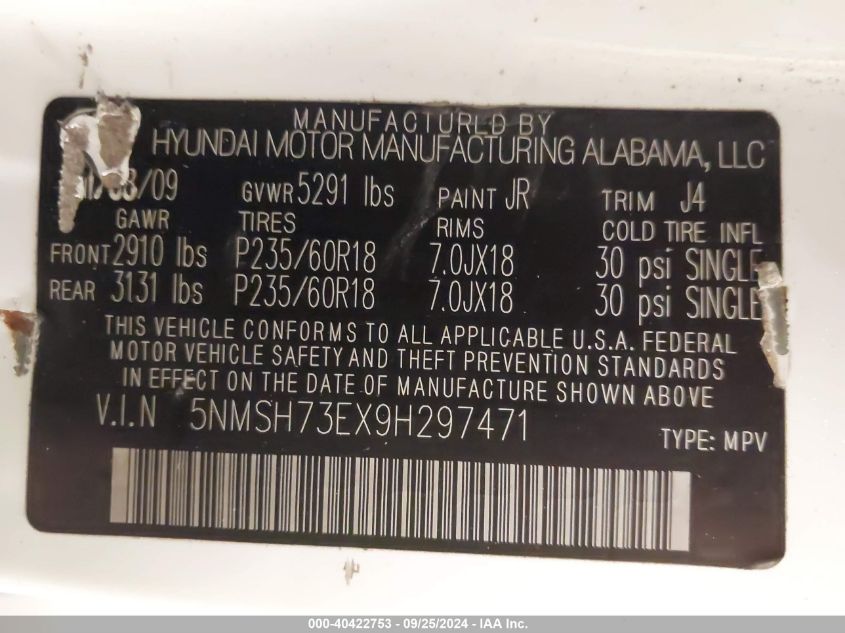 MANUFACTURED BY
HYUNDAI MOTOR MANUFACTURING ALABAMA, LLC
/09 GVWR 5291 lbs PAINT JR TRIM J4
GAWR TIRES RIMS COLD TIRE INFL
FRONT 2910 lbs P235/60R18 7.0JX18 30 psi SINGLE
REAR 3131 lbs P235/60R18 7.0JX18 30 psi SINGLE
THIS VEHICLE CONFORMS TO ALL APPLICABLE U.S.A. FEDERAL
MOTOR VEHICLE SAFETY AND THEFT PREVENTION STANDARDS
IN EFFECT ON THE DATE OF MANUFACTURE SHOWN ABOVE
V.I.N 5NMSH73EX9H297471
TYPE: MPV
000-40422753 - 09/25/2024 - IAA Inc.